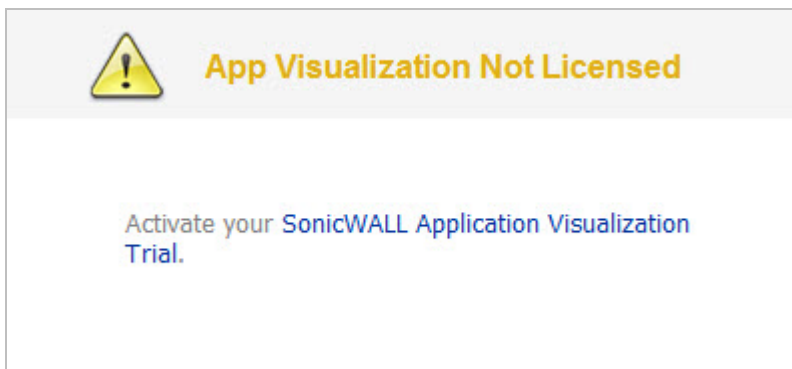 App Visualization Not Licensed
Activate your SonicWALL Application Visualization
Trial.